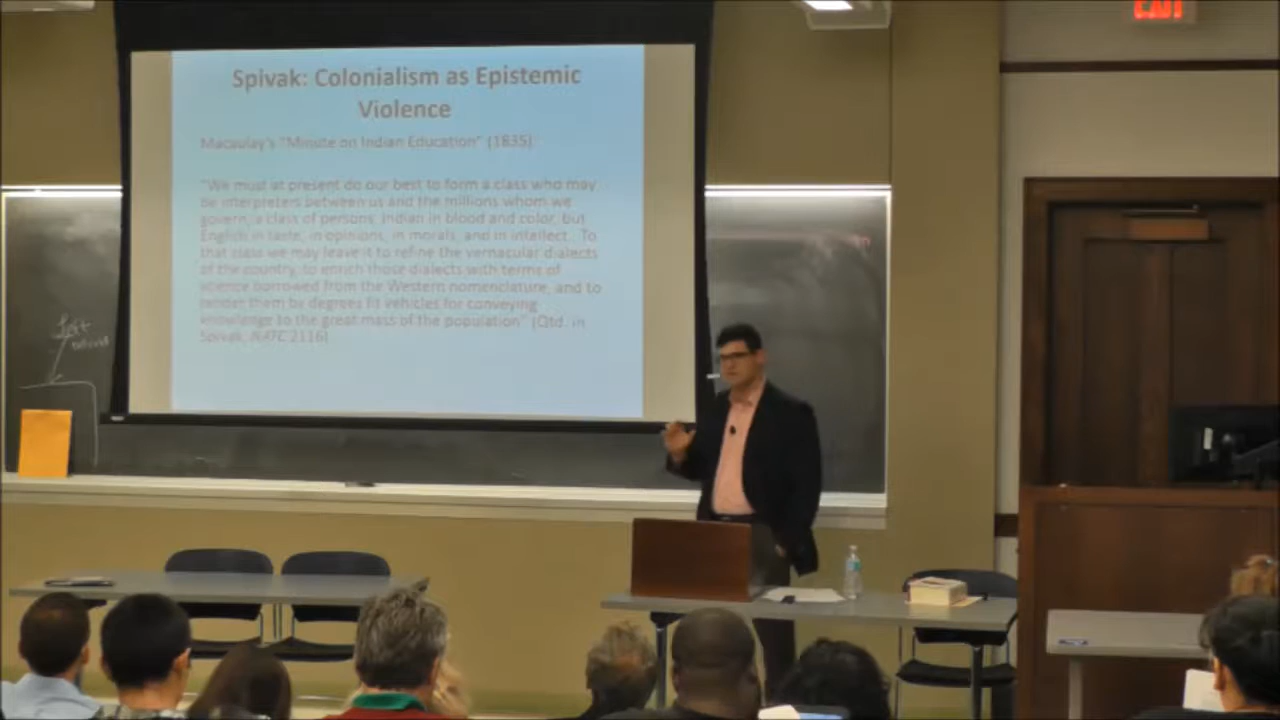 EXIT
Spivak: Colonialism as Epistemic
Violence
Macaulay's "Minute on Indian Education" (1835):
"We must at present do our best to form a class who may
be interpreters between us and the millions whom we
govern, a class of persons, Indian in blood and color, but
English in taste, in opinions, in morals, and in intellect. To
that class we may leave it to refine the vernacular dialects
of the country, to enrich those dialects with terms of
science borrowed from the Western nomenclature, and to
render them by degrees fit vehicles for conveying
knowledge to the great mass of the population" (Qtd. in
Spivak, NATC 2116)